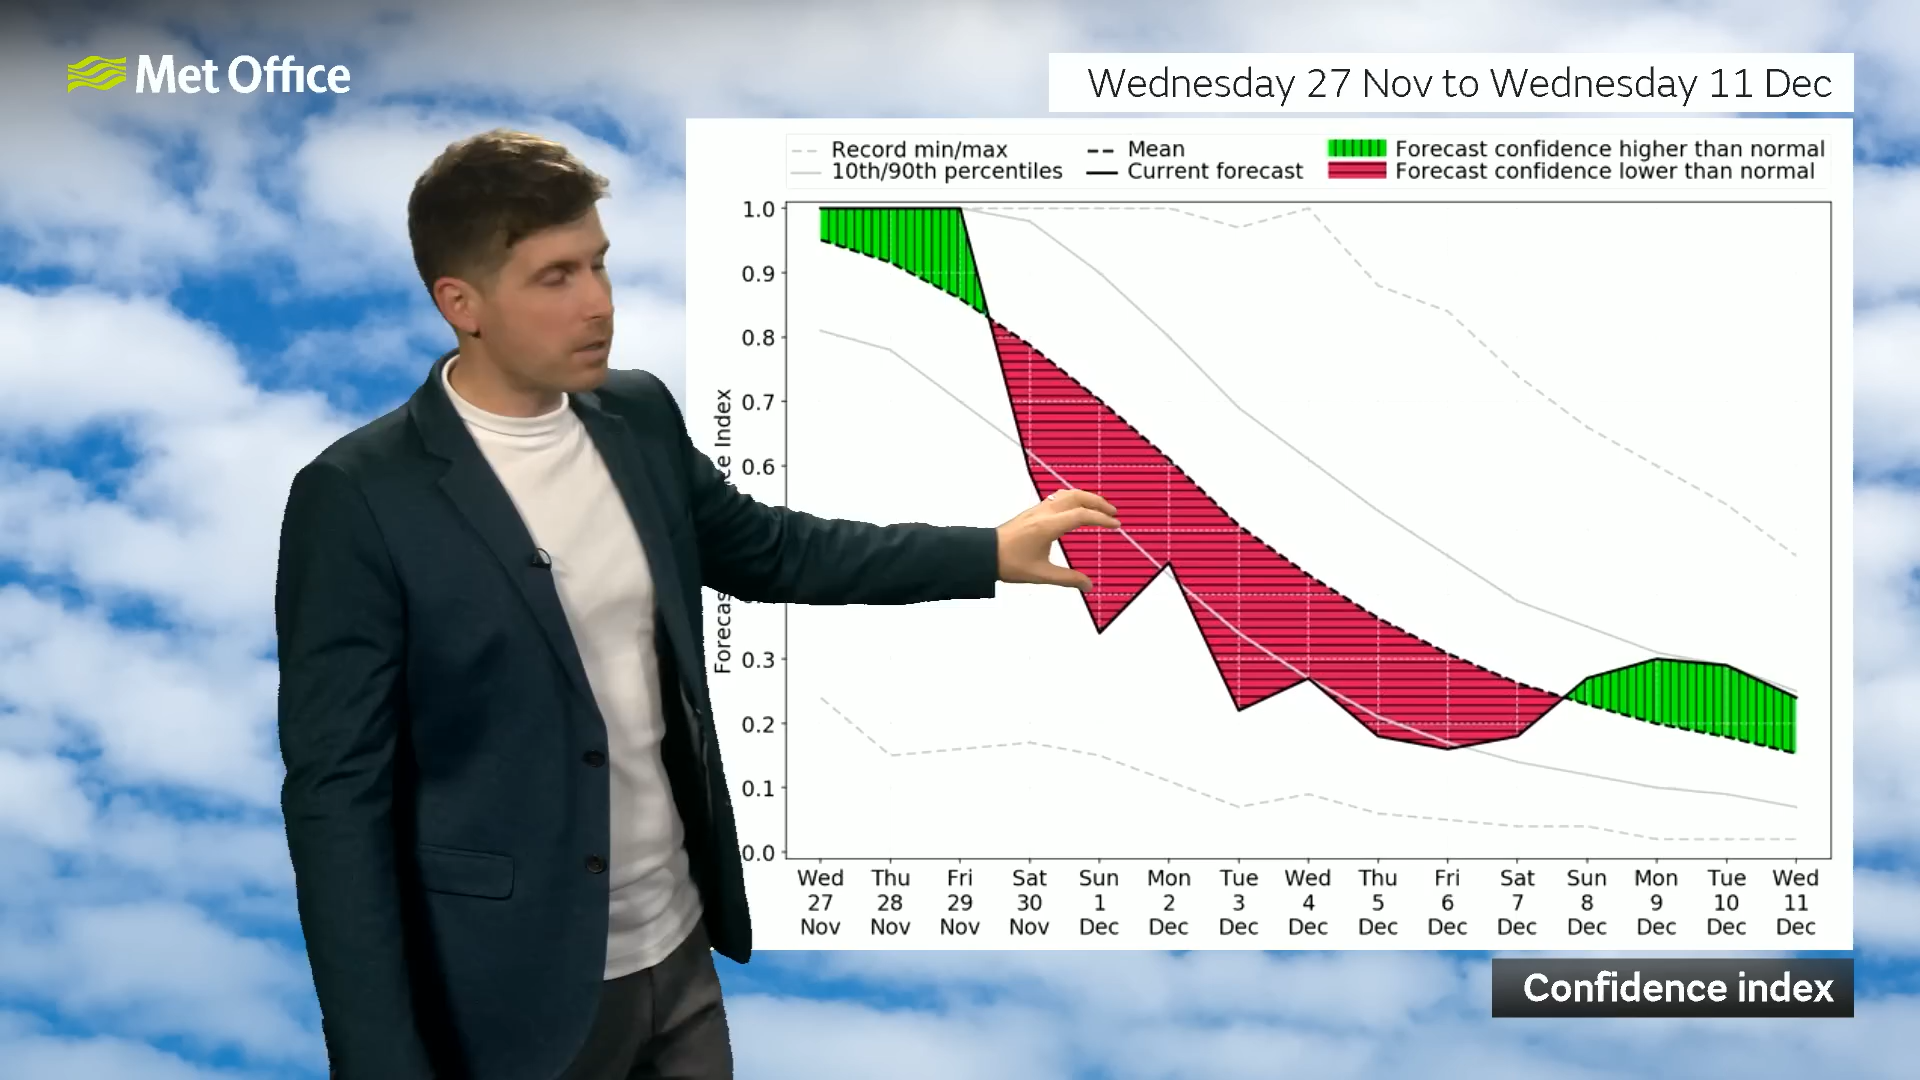 Met Office
Wednesday 27 Nov to Wednesday 11 Dec
Record min/max
10th/90th percentiles
Mean
Current forecast
Forecast confidence higher than normal
Forecast confidence lower than normal
1.0
0.9
0.8
0.7
0.6
0.3
0.2
0.1
0.0
Index
Wed 27 Nov
Thu 28 Nov
Fri 29 Nov
Sat 30 Nov
Sun 1 Dec
Mon 2 Dec
Tue 3 Dec
Wed 4 Dec
Thu 5 Dec
Fri 6 Dec
Sat 7 Dec
Sun 8 Dec
Mon 9 Dec
Tue 10 Dec
Wed 11 Dec
Confidence index